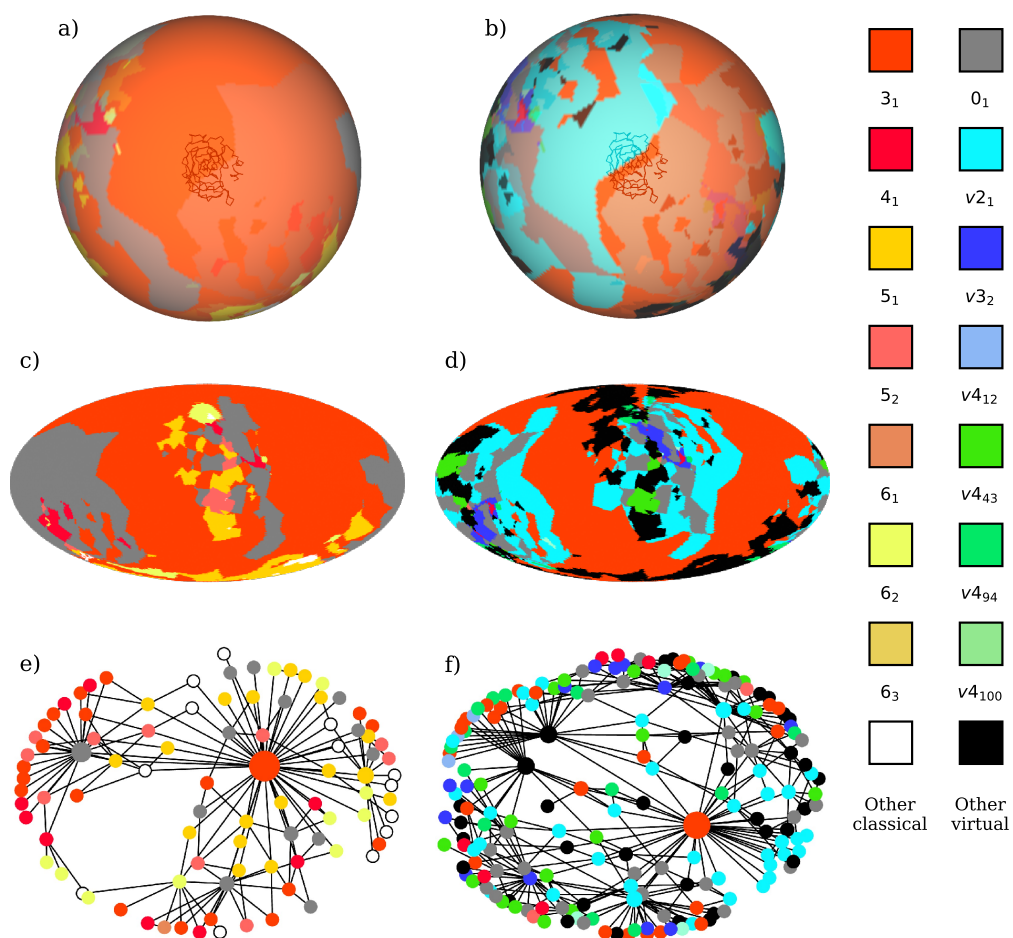 a)
b)
c)
d)
e)
f)
3₁ 0₁
4₁ v2₁
5₁ v3₂
5₂ v4₁₂
6₁ v4₄₃
6₂ v4₉₄
6₃ v4₁₀₀
Other classical
Other virtual